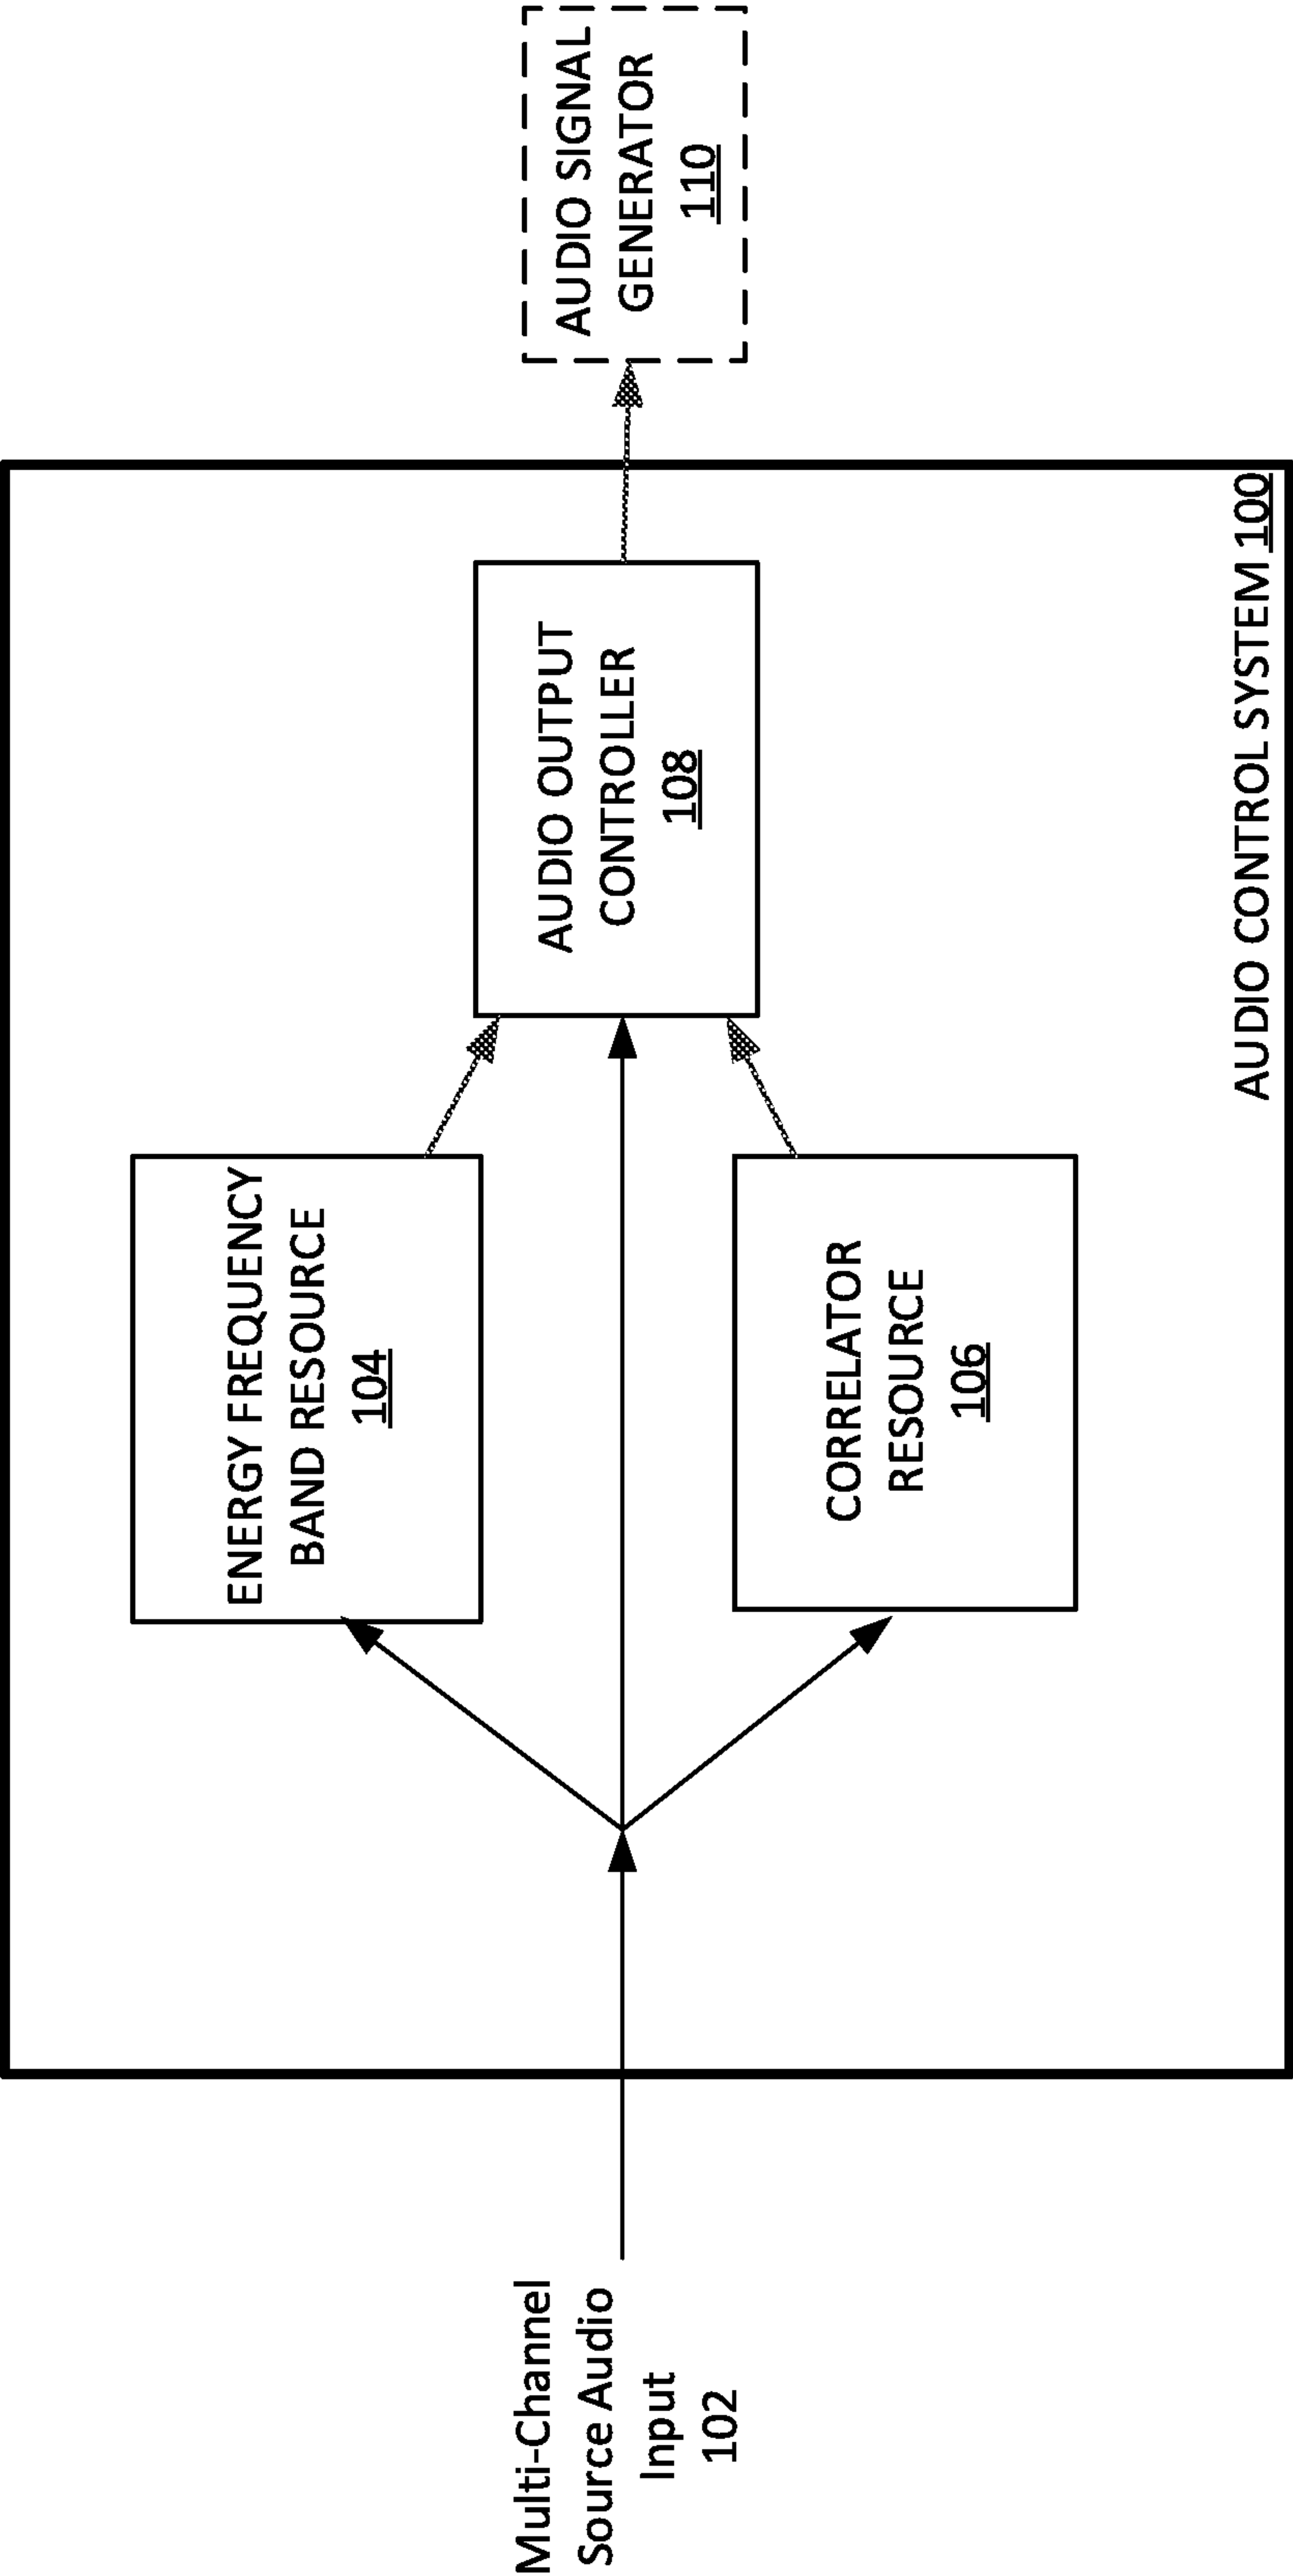 Multi-Channel
Source Audio
Input
102
ENERGY FREQUENCY
BAND RESOURCE
104
CORRELATOR
RESOURCE
106
AUDIO OUTPUT
CONTROLLER
108
AUDIO SIGNAL
GENERATOR
110
AUDIO CONTROL SYSTEM 100